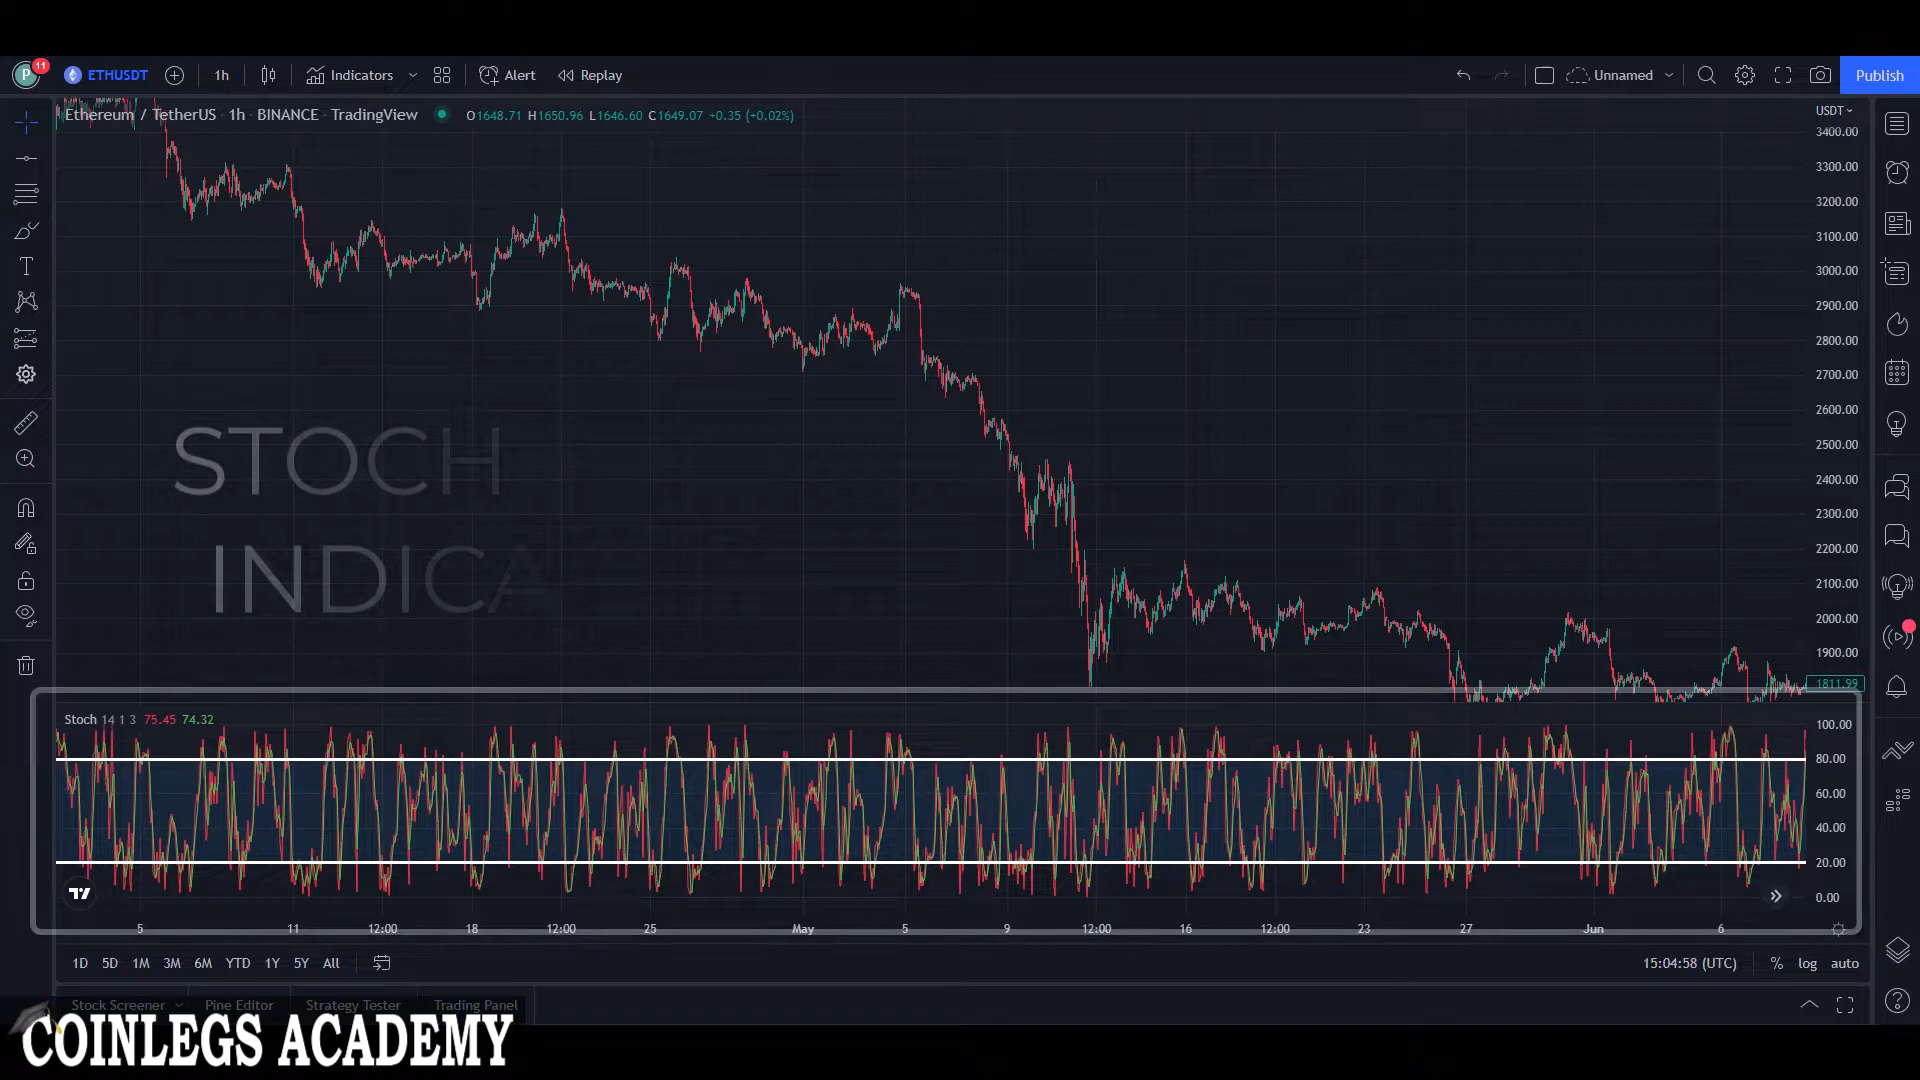 P 11 ETHUSDT 1h Indicators Alert Replay Unnamed Publish
Ethereum / TetherUS · 1h · BINANCE · TradingView O1648.71 H1650.96 L1646.60 C1649.07 +0.35 (+0.02%)
USDT
3400.00
3300.00
3200.00
3100.00
3000.00
2900.00
2800.00
2700.00
2600.00
2500.00
2400.00
2300.00
2200.00
2100.00
2000.00
1900.00
1811.99
STOCH
INDICA
Stoch 14 1 3 75.45 74.32
100.00
80.00
60.00
40.00
20.00
0.00
5 11 12:00 18 12:00 25 May 5 9 12:00 16 12:00 23 27 Jun 6
1D 5D 1M 3M 6M YTD 1Y 5Y All 15:04:58 (UTC) % log auto
Stock Screener Pine Editor Strategy Tester Trading Panel
COINLEGS ACADEMY